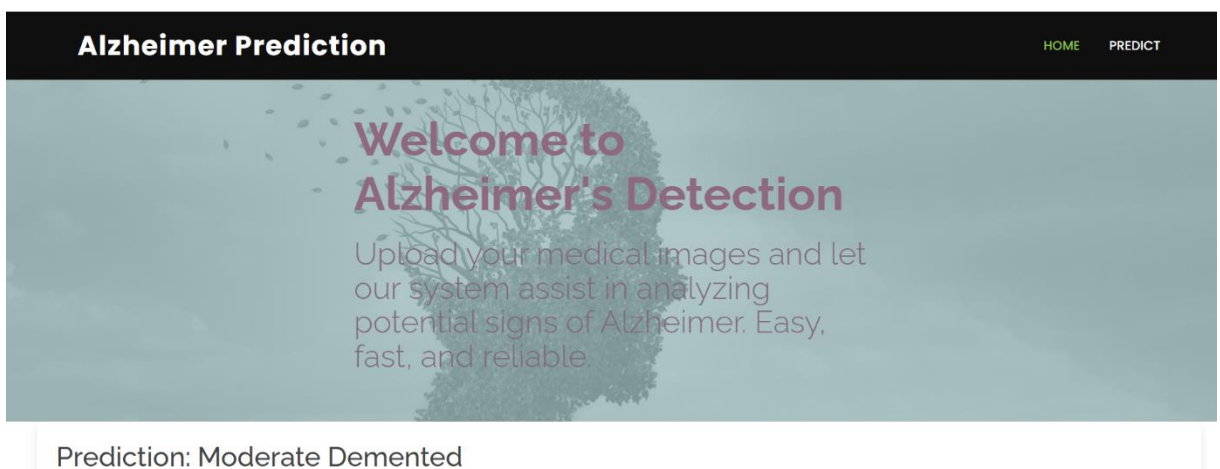 Alzheimer Prediction
HOME PREDICT
Welcome to
Alzheimer's Detection
Upload your medical images and let
our system assist in analyzing
potential signs of Alzheimer. Easy,
fast, and reliable.
Prediction: Moderate Demented